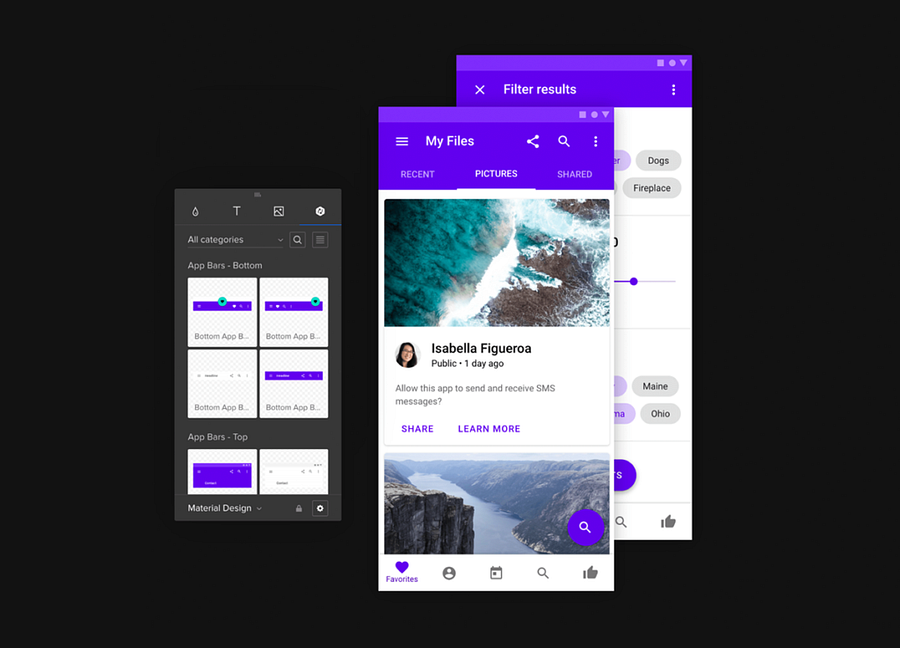 Filter results
My Files
RECENT
PICTURES
SHARED
Dogs
Fireplace
T
All categories
App Bars - Bottom
Bottom App B...
Bottom App B...
Bottom App B...
Bottom App B...
App Bars - Top
Material Design
Isabella Figueroa
Public • 1 day ago
Allow this app to send and receive SMS
messages?
SHARE
LEARN MORE
Maine
Ohio
Favorites